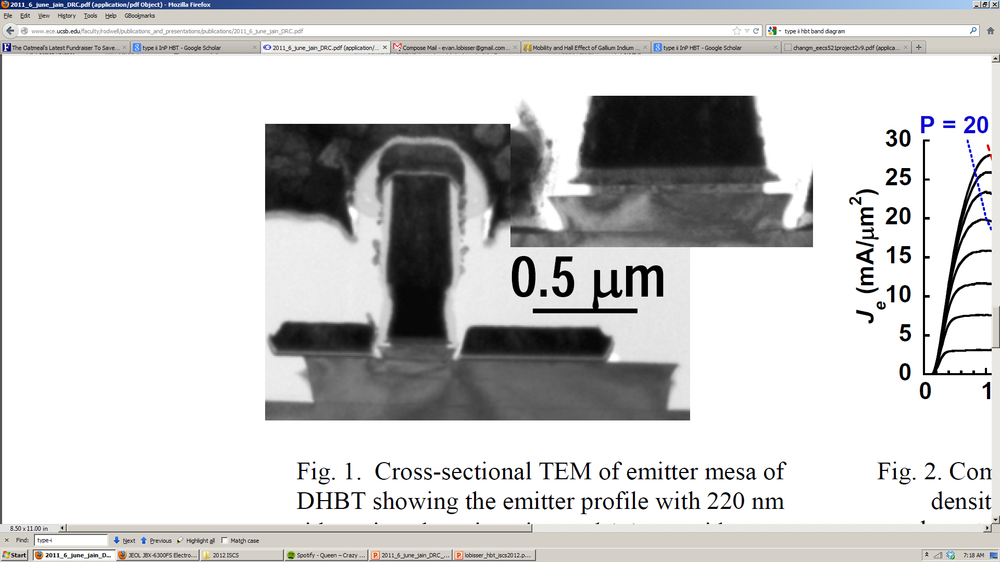 2011_6_june_jain_DRC.pdf (application/pdf Object) - Mozilla Firefox
File Edit View History Tools Help GBookmarks
www.ece.ucsb.edu/faculty/rodwell/publications_and_presentations/publications/2011_6_june_jain_DRC.pdf
type ii hbt band diagram
The Oatmeal's Latest Fundraiser To Save...
type ii InP HBT - Google Scholar
2011_6_june_jain_DRC.pdf (application/...
Compose Mail - evan.lobisser@gmail.com...
Mobility and Hall Effect of Gallium Indium ...
type ii InP HBT - Google Scholar
changm_eecs521project2v9.pdf (applica...
0.5 μm
P = 20
30
25
20
15
10
5
0
Je (mA/μm2)
0 1
Fig. 1. Cross-sectional TEM of emitter mesa of
DHBT showing the emitter profile with 220 nm
Fig. 2. Com
densit
8.50 x 11.00 in
Find: type-i Next Previous Highlight all Match case
Start
2011_6_june_jain_D...
JEOL JBX-6300FS Electro...
2012 ISCS
Spotify - Queen – Crazy ...
2011_6_june_jain_DRC_...
lobisser_hbt_iscs2012.p...
7:18 AM